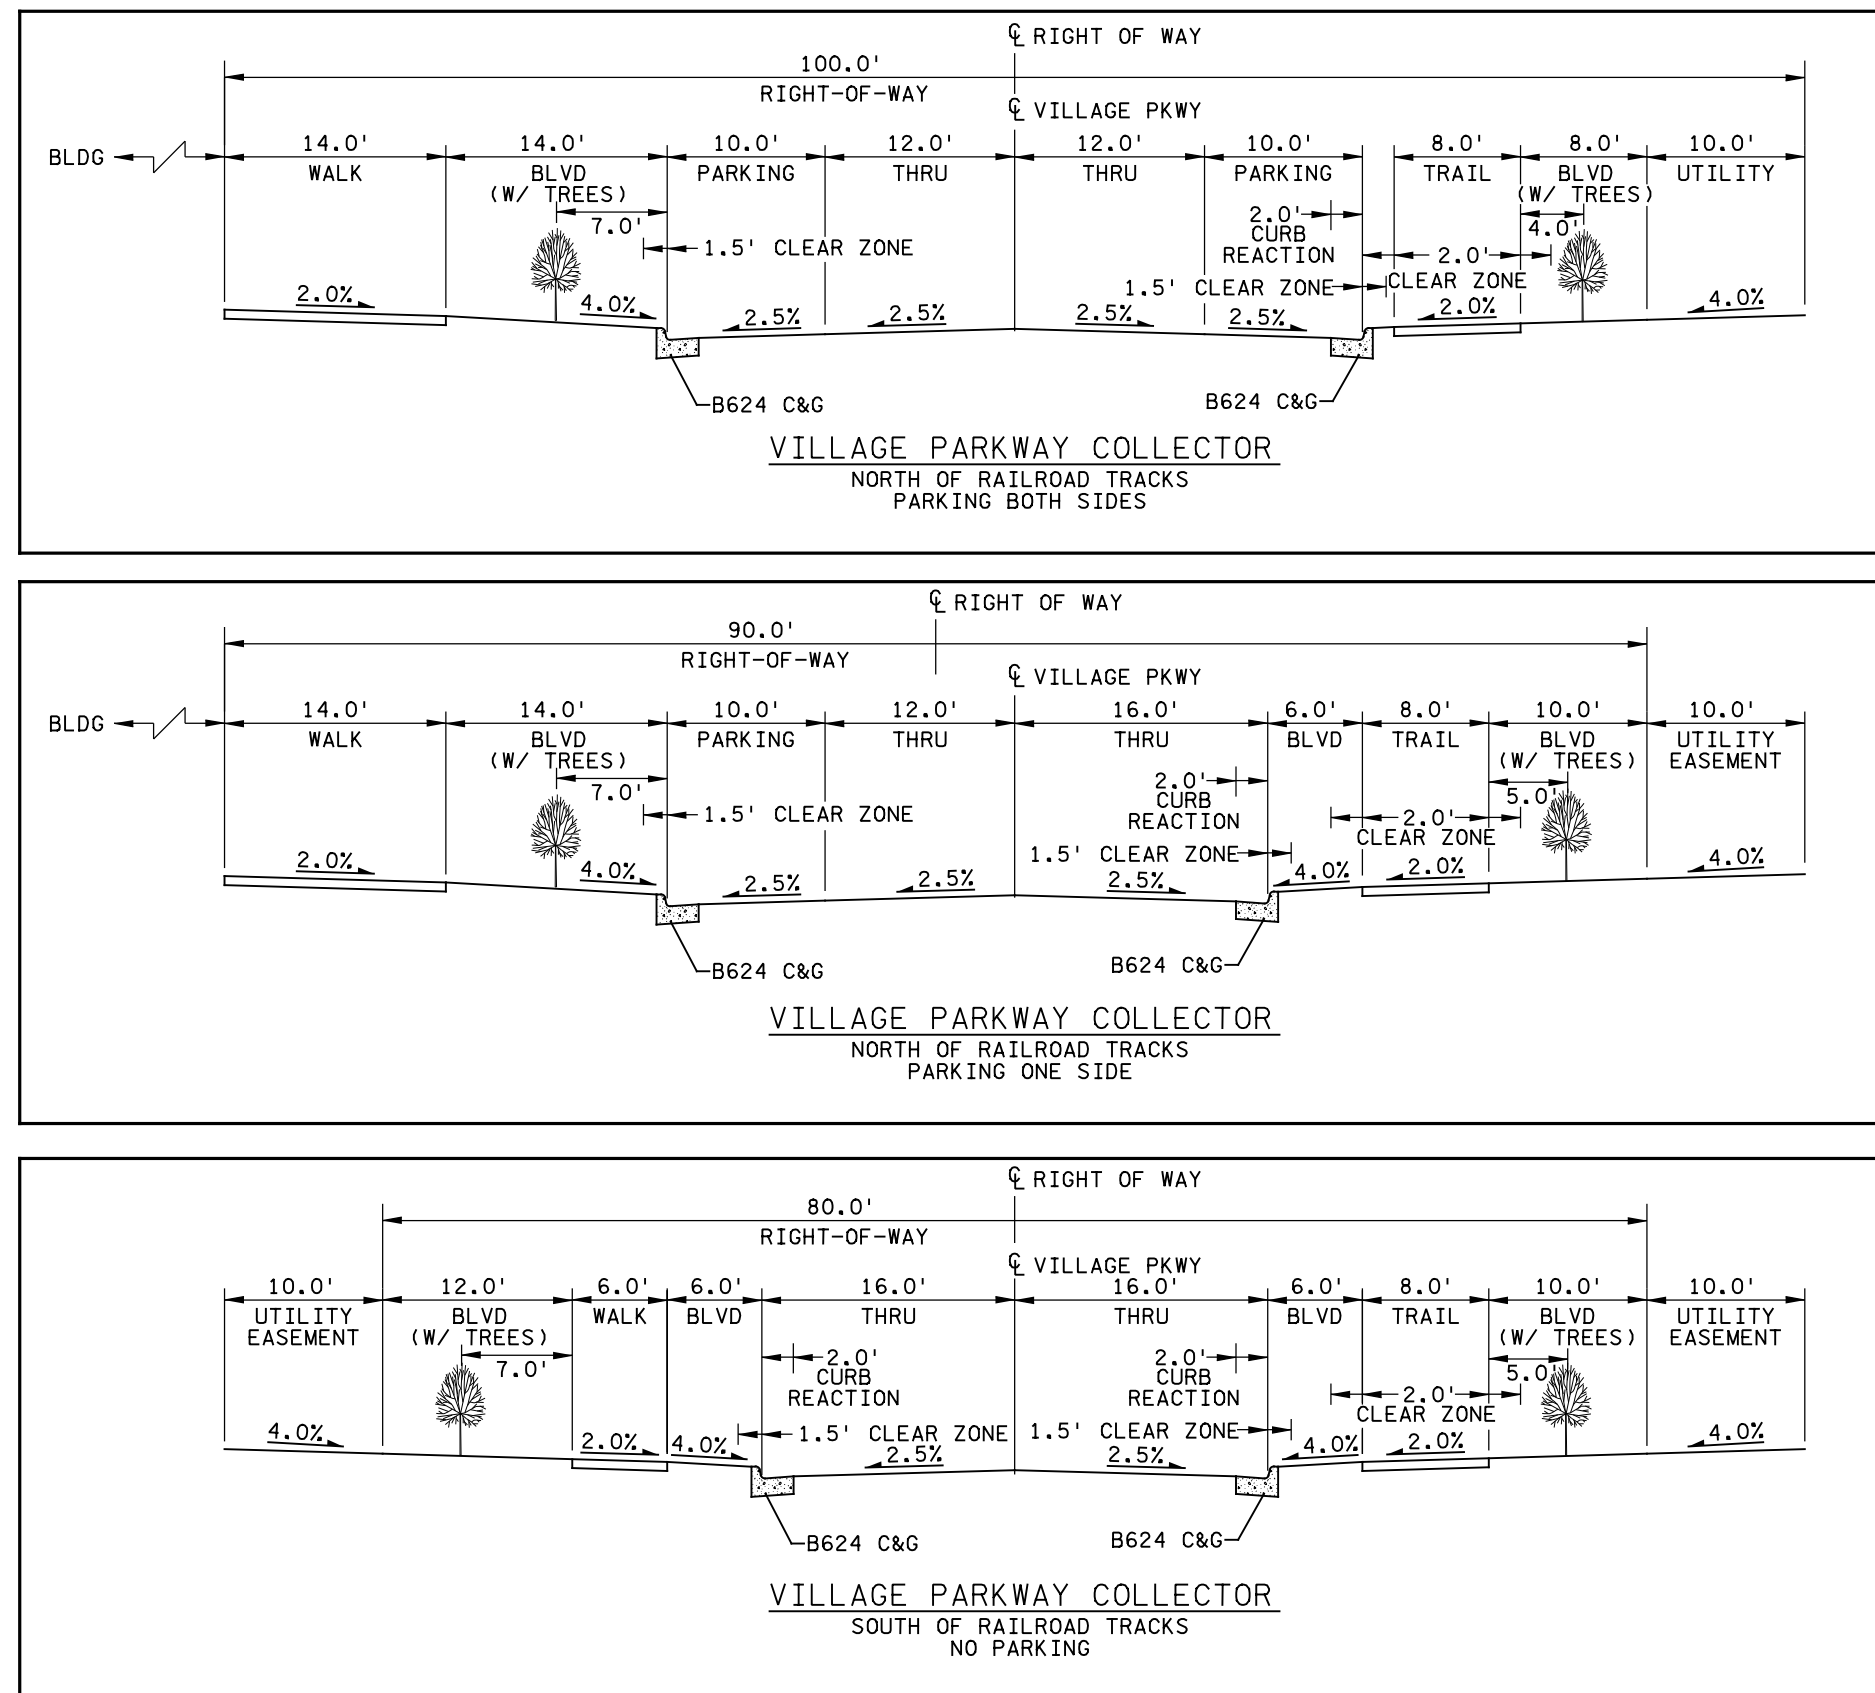 ℄ RIGHT OF WAY
100.0'
RIGHT-OF-WAY
℄ VILLAGE PKWY
BLDG 14.0' 14.0' 10.0' 12.0' 12.0' 10.0' 8.0' 8.0' 10.0'
WALK BLVD PARKING THRU THRU PARKING TRAIL BLVD UTILITY
(W/ TREES) (W/ TREES)
7.0' 2.0' 4.0'
CURB
REACTION
1.5' CLEAR ZONE 2.0'
CLEAR ZONE
1.5' CLEAR ZONE
2.0% 4.0% 2.5% 2.5% 2.5% 2.5% 2.0% 4.0%
B624 C&G B624 C&G
VILLAGE PARKWAY COLLECTOR
NORTH OF RAILROAD TRACKS
PARKING BOTH SIDES
℄ RIGHT OF WAY
90.0'
RIGHT-OF-WAY
℄ VILLAGE PKWY
BLDG 14.0' 14.0' 10.0' 12.0' 16.0' 6.0' 8.0' 10.0' 10.0'
WALK BLVD PARKING THRU THRU BLVD TRAIL BLVD UTILITY
(W/ TREES) (W/ TREES) EASEMENT
7.0' 2.0' 5.0'
CURB
REACTION
1.5' CLEAR ZONE 2.0'
CLEAR ZONE
1.5' CLEAR ZONE
2.0% 4.0% 2.5% 2.5% 2.5% 4.0% 2.0% 4.0%
B624 C&G B624 C&G
VILLAGE PARKWAY COLLECTOR
NORTH OF RAILROAD TRACKS
PARKING ONE SIDE
℄ RIGHT OF WAY
80.0'
RIGHT-OF-WAY
℄ VILLAGE PKWY
10.0' 12.0' 6.0' 6.0' 16.0' 16.0' 6.0' 8.0' 10.0' 10.0'
UTILITY BLVD WALK BLVD THRU THRU BLVD TRAIL BLVD UTILITY
EASEMENT (W/ TREES) (W/ TREES) EASEMENT
7.0' 2.0' 2.0' 5.0'
CURB CURB
REACTION REACTION
2.0'
CLEAR ZONE
1.5' CLEAR ZONE 1.5' CLEAR ZONE
4.0% 2.0% 4.0% 2.5% 2.5% 4.0% 2.0% 4.0%
B624 C&G B624 C&G
VILLAGE PARKWAY COLLECTOR
SOUTH OF RAILROAD TRACKS
NO PARKING